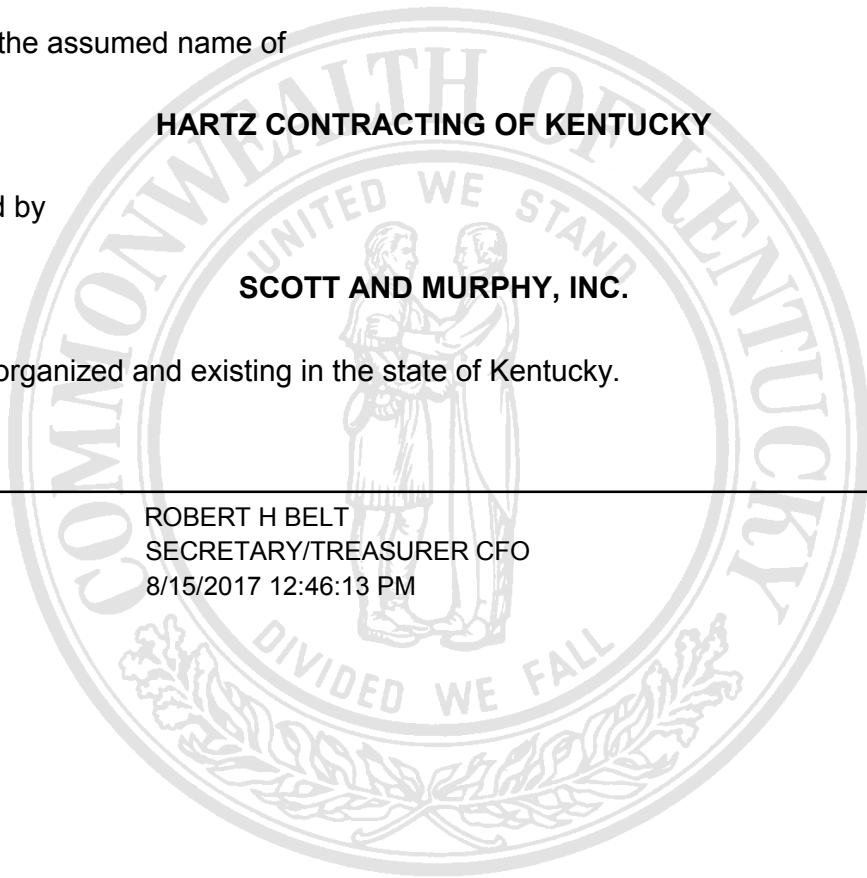 the assumed name of
HARTZ CONTRACTING OF KENTUCKY
d by
SCOTT AND MURPHY, INC.
organized and existing in the state of Kentucky.
ROBERT H BELT
SECRETARY/TREASURER CFO
8/15/2017 12:46:13 PM
COMMONWEALTH OF KENTUCKY
UNITED WE STAND
DIVIDED WE FALL